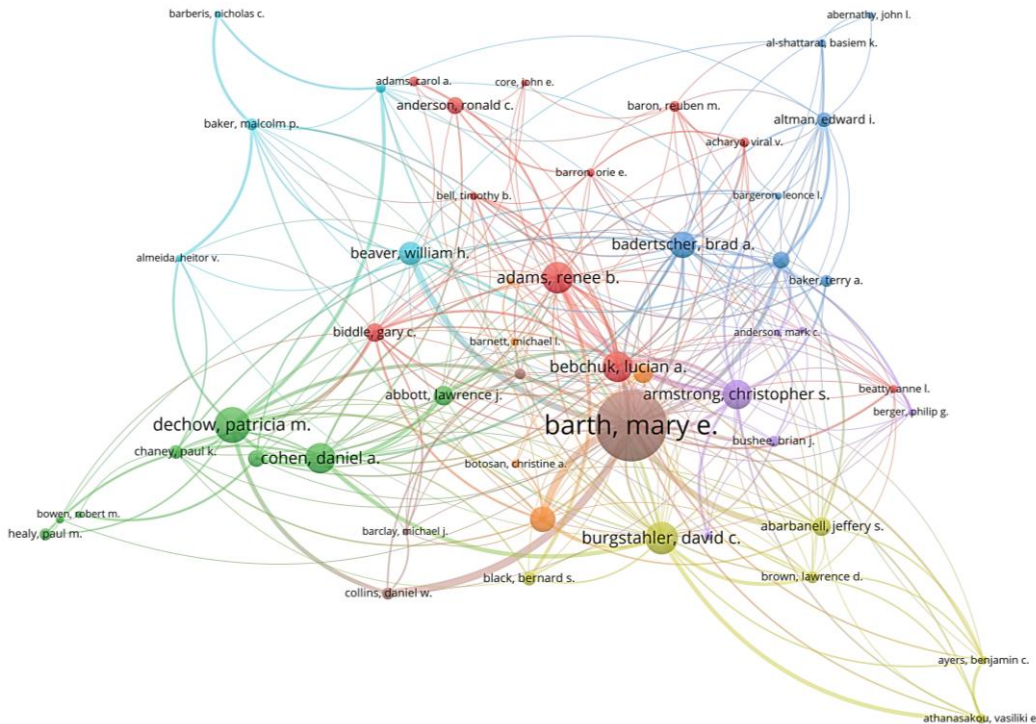 barberis, nicholas c.
abernathy, john l.
al-shattarat, basiem k.
adams, carol a.
core, john e.
anderson, ronald c.
baron, reuben m.
baker, malcolm p.
altman, edward i.
acharya, viral v.
barron, orie e.
bell, timothy b.
bargeron, leonce l.
badertscher, brad a.
beaver, william h.
almeida, heitor v.
adams, renee b.
baker, terry a.
biddle, gary c.
anderson, mark c.
barnett, michael l.
bebchuk, lucian a.
beatty, anne l.
abbott, lawrence j.
armstrong, christopher s.
berger, philip g.
dechow, patricia m.
barth, mary e.
bushee, brian j.
chaney, paul k.
cohen, daniel a.
botosan, christine a.
bowen, robert m.
healy, paul m.
barclay, michael j.
burgstahler, david c.
abarbanell, jeffery s.
black, bernard s.
brown, lawrence d.
collins, daniel w.
ayers, benjamin c.
athanasakou, vasiliki e